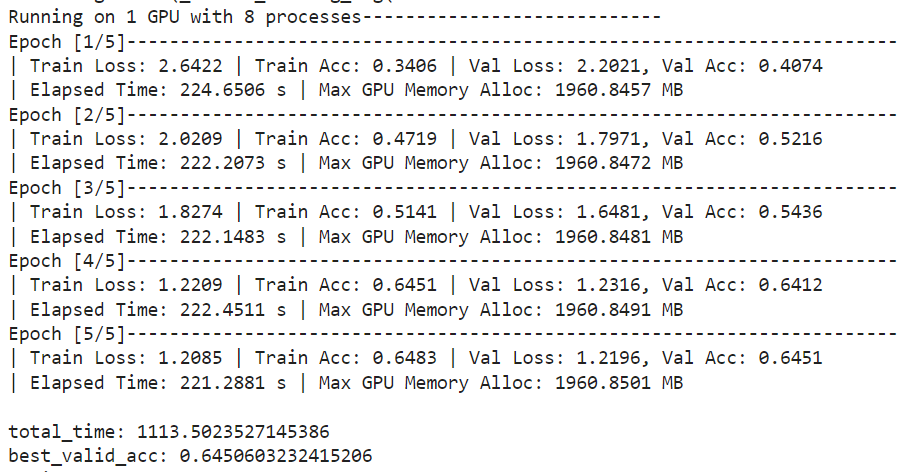 Running on 1 GPU with 8 processes----------------------------
Epoch [1/5]------------------------------------------------------------------------
| Train Loss: 2.6422 | Train Acc: 0.3406 | Val Loss: 2.2021, Val Acc: 0.4074
| Elapsed Time: 224.6506 s | Max GPU Memory Alloc: 1960.8457 MB
Epoch [2/5]------------------------------------------------------------------------
| Train Loss: 2.0209 | Train Acc: 0.4719 | Val Loss: 1.7971, Val Acc: 0.5216
| Elapsed Time: 222.2073 s | Max GPU Memory Alloc: 1960.8472 MB
Epoch [3/5]------------------------------------------------------------------------
| Train Loss: 1.8274 | Train Acc: 0.5141 | Val Loss: 1.6481, Val Acc: 0.5436
| Elapsed Time: 222.1483 s | Max GPU Memory Alloc: 1960.8481 MB
Epoch [4/5]------------------------------------------------------------------------
| Train Loss: 1.2209 | Train Acc: 0.6451 | Val Loss: 1.2316, Val Acc: 0.6412
| Elapsed Time: 222.4511 s | Max GPU Memory Alloc: 1960.8491 MB
Epoch [5/5]------------------------------------------------------------------------
| Train Loss: 1.2085 | Train Acc: 0.6483 | Val Loss: 1.2196, Val Acc: 0.6451
| Elapsed Time: 221.2881 s | Max GPU Memory Alloc: 1960.8501 MB
total_time: 1113.5023527145386
best_valid_acc: 0.6450603232415206